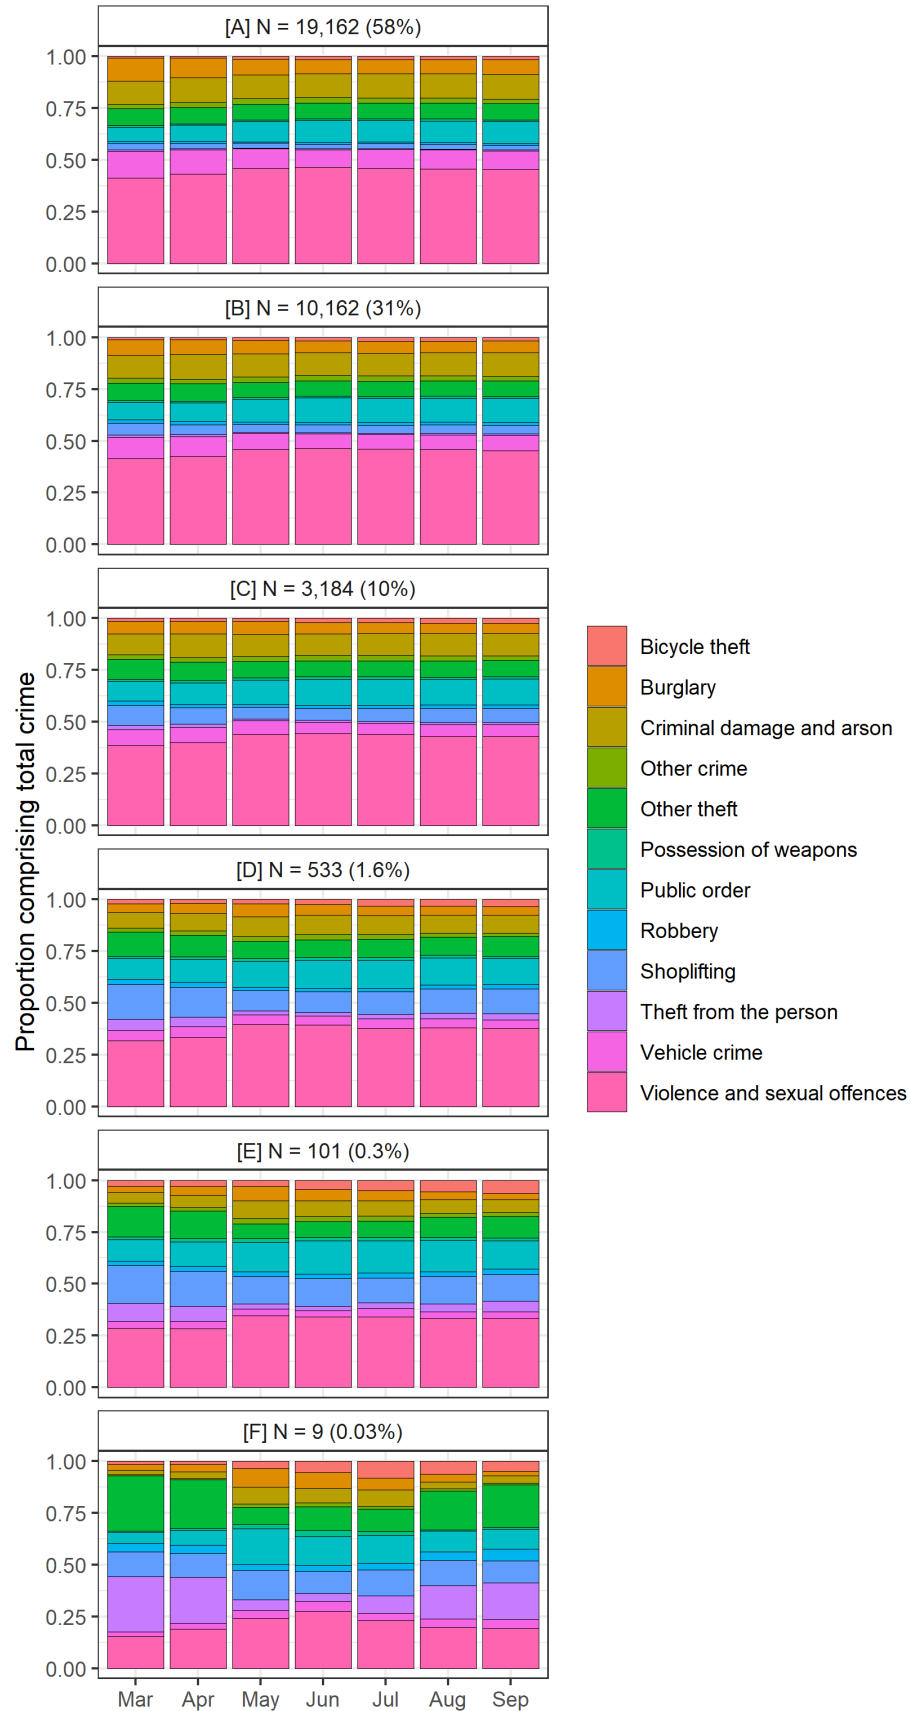 [A] N = 19,162 (58%)
1.00
0.75
0.50
0.25
0.00
[B] N = 10,162 (31%)
1.00
0.75
0.50
0.25
0.00
[C] N = 3,184 (10%)
1.00
0.75
0.50
0.25
0.00
[D] N = 533 (1.6%)
1.00
0.75
0.50
0.25
0.00
[E] N = 101 (0.3%)
1.00
0.75
0.50
0.25
0.00
[F] N = 9 (0.03%)
1.00
0.75
0.50
0.25
0.00
Mar Apr May Jun Jul Aug Sep
Proportion comprising total crime
Bicycle theft
Burglary
Criminal damage and arson
Other crime
Other theft
Possession of weapons
Public order
Robbery
Shoplifting
Theft from the person
Vehicle crime
Violence and sexual offences